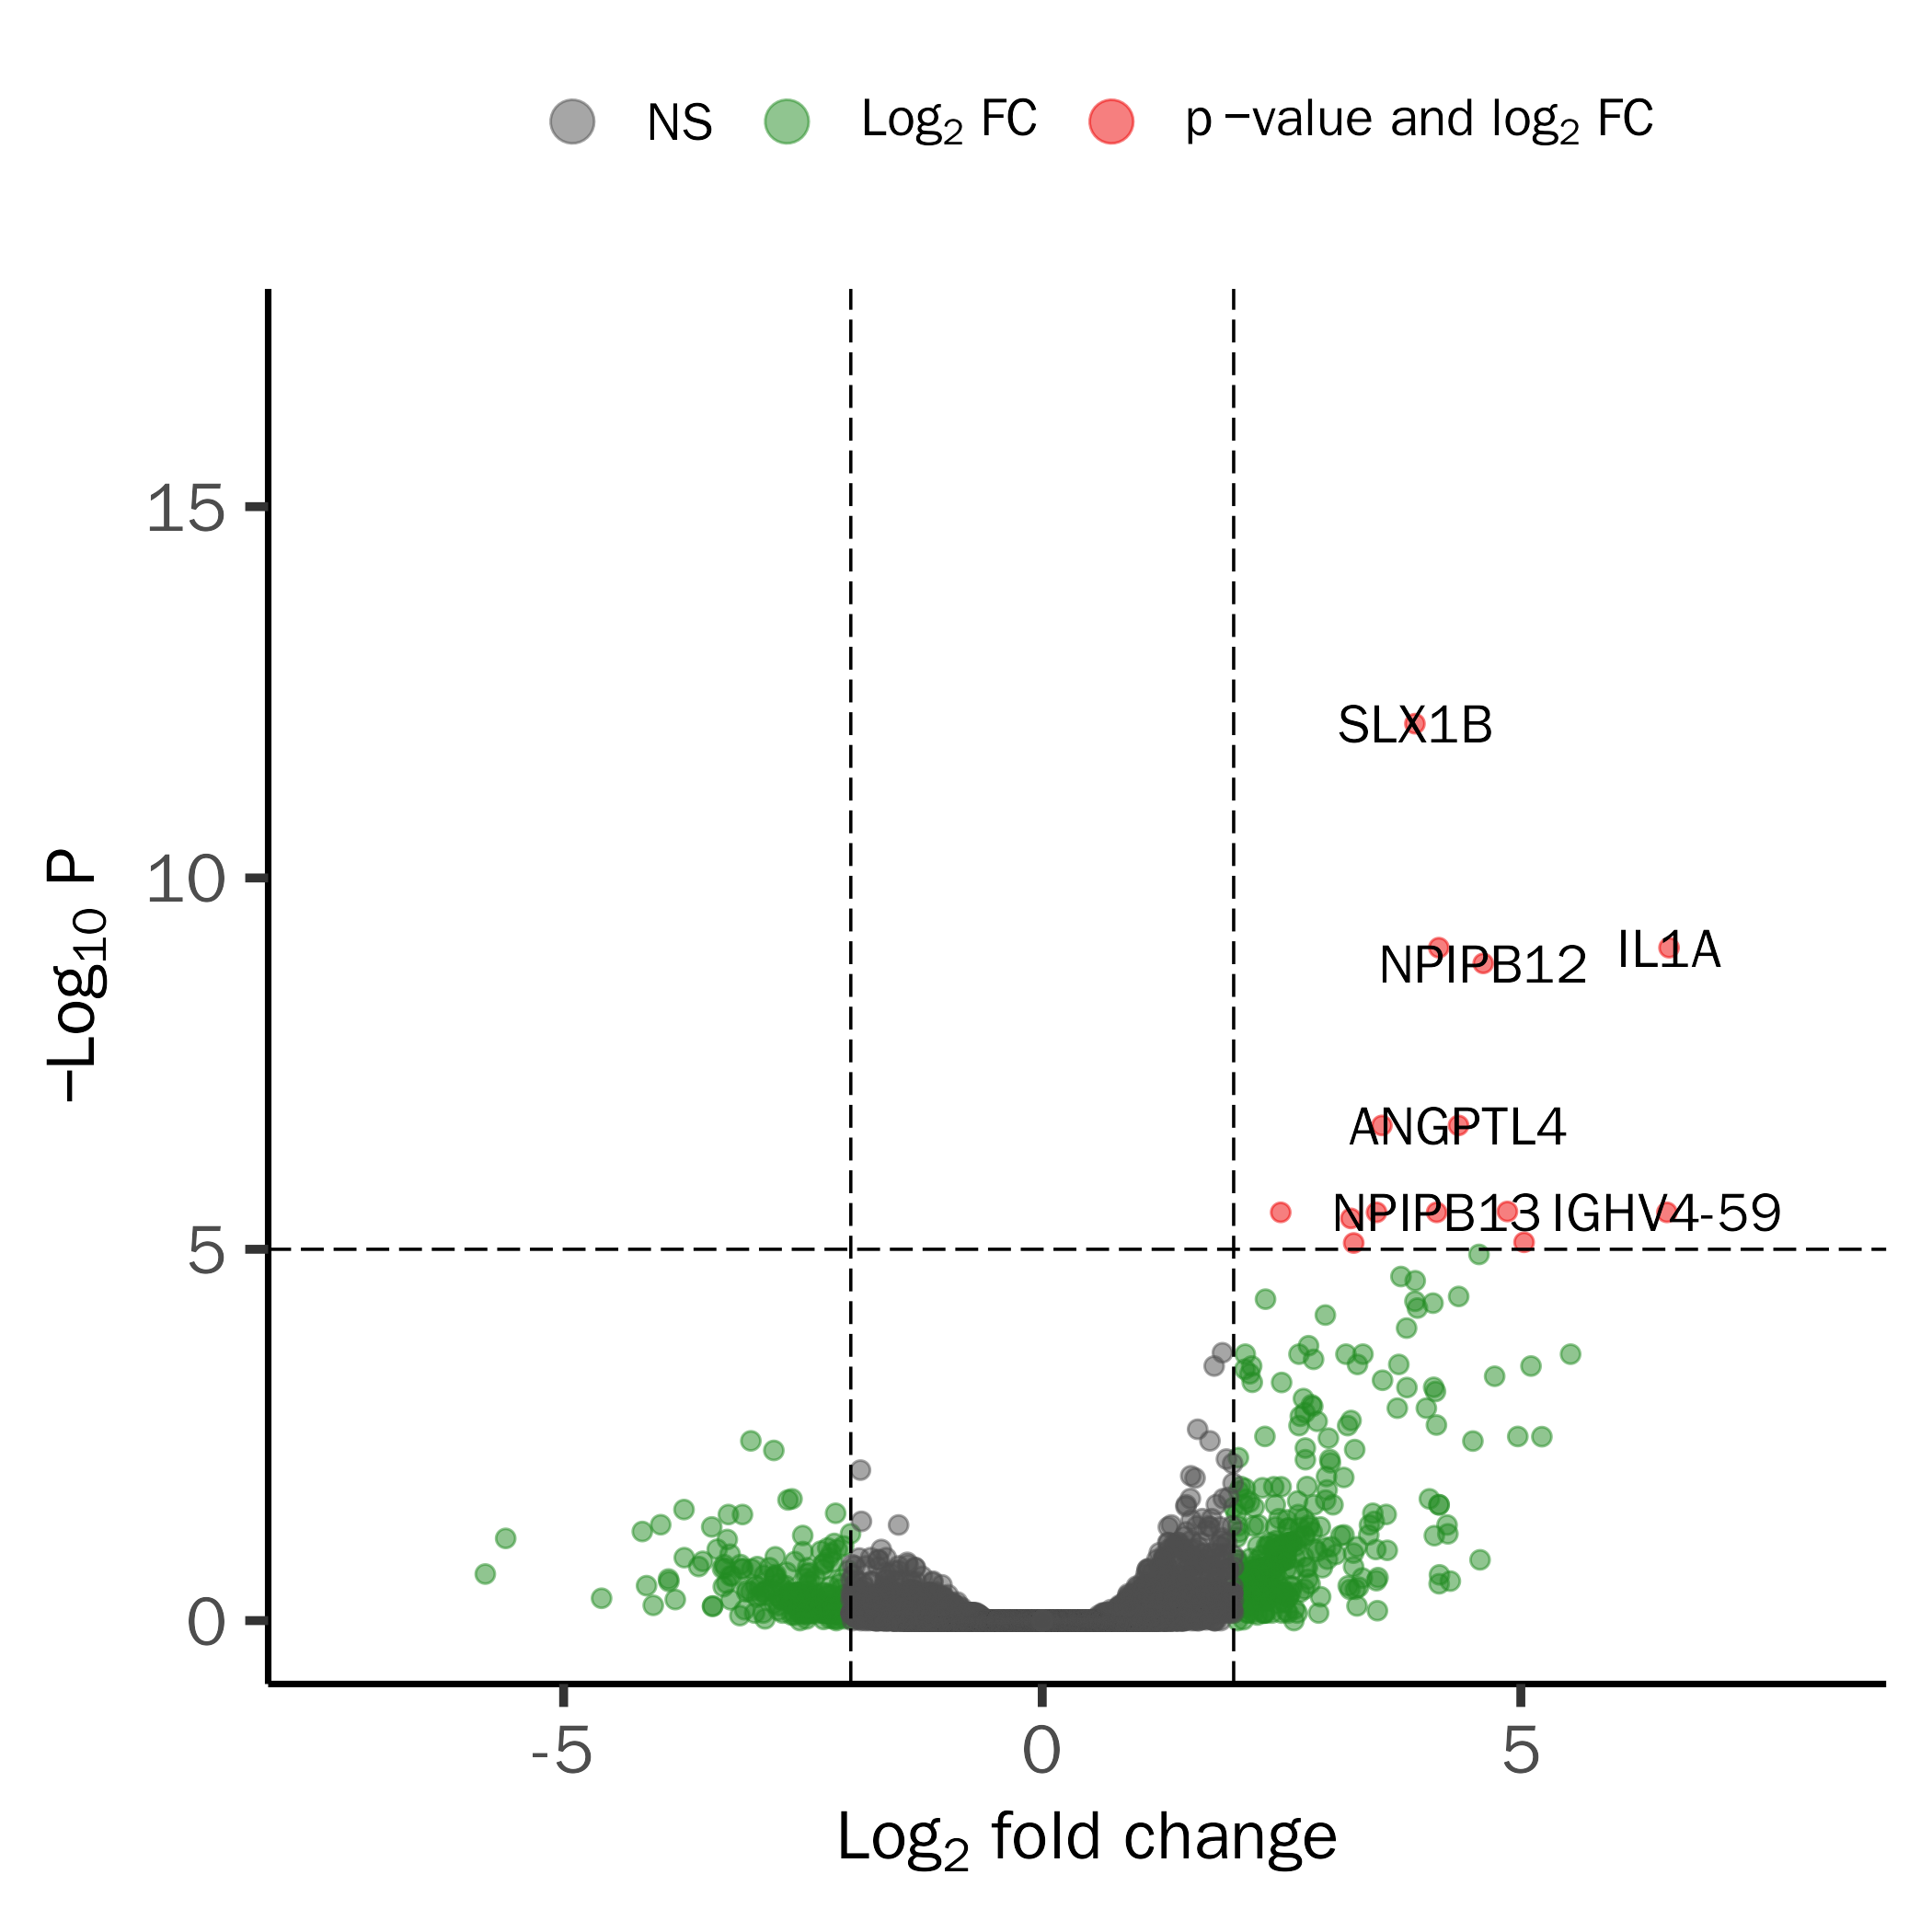 NS Log₂ FC p −value and log₂ FC
−Log₁₀ P
15
10
5
0
SLX1B
NPIPB12 IL1A
ANGPTL4
NPIPB13 IGHV4-59
-5 0 5
Log₂ fold change